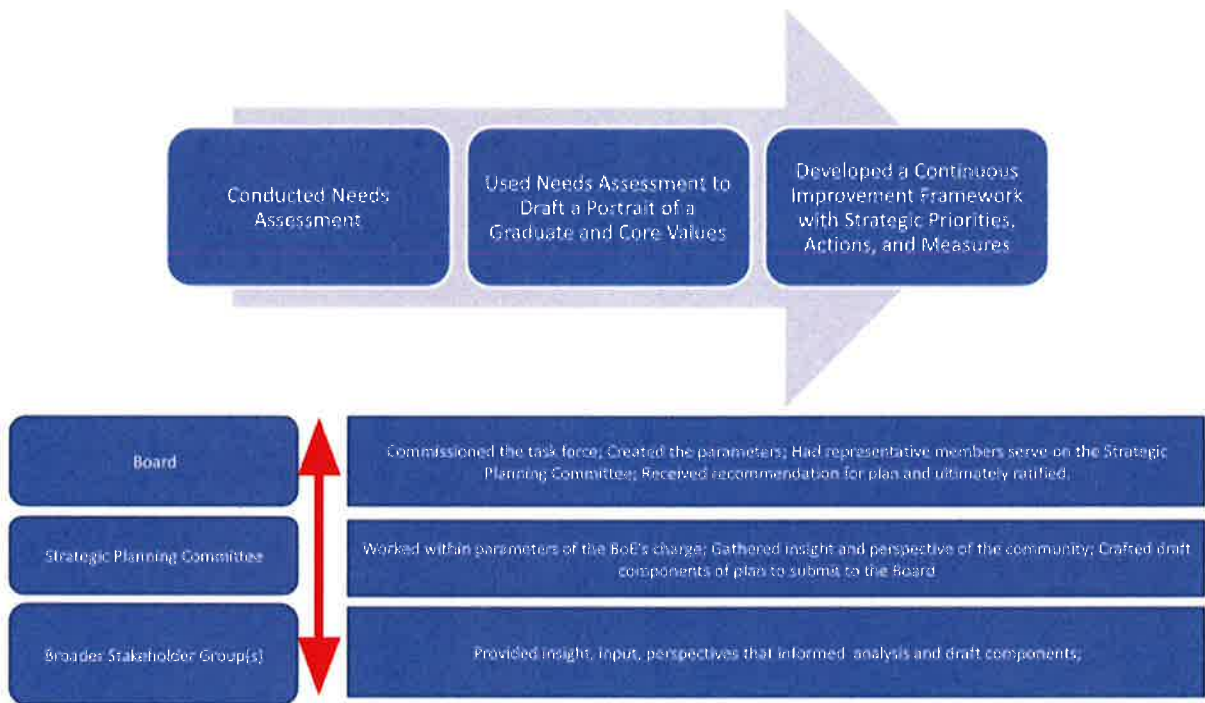 Conducted Needs
Assessment
Used Needs Assessment to
Draft a Portrait of a
Graduate and Core Values
Developed a Continuous
Improvement Framework
with Strategic Priorities,
Actions, and Measures
Board
Commissioned the task force; Created the parameters; Had representative members serve on the Strategic
Planning Committee; Received recommendation for plan and ultimately ratified.
Strategic Planning Committee
Worked within parameters of the BoE's charge; Gathered insight and perspective of the community; Crafted draft
components of plan to submit to the Board
Broader Stakeholder Group(s)
Provided insight, input, perspectives that informed analysis and draft components;